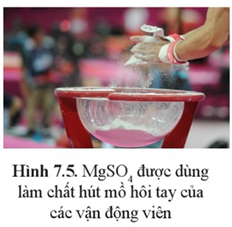 Hình 7.5. MgSO₄ được dùng
làm chất hút mồ hôi tay của
các vận động viên